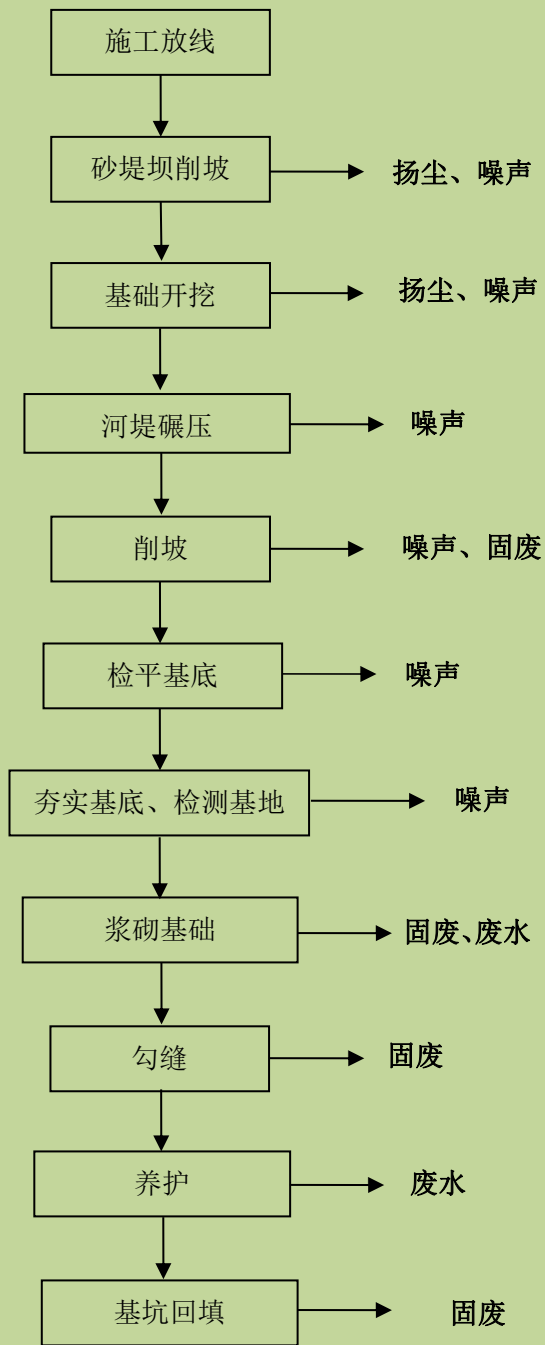 施工放线
砂堤坝削坡
扬尘、噪声
基础开挖
扬尘、噪声
河堤碾压
噪声
削坡
噪声、固废
检平基底
噪声
夯实基底、检测基地
噪声
浆砌基础
固废、废水
勾缝
固废
养护
废水
基坑回填
固废